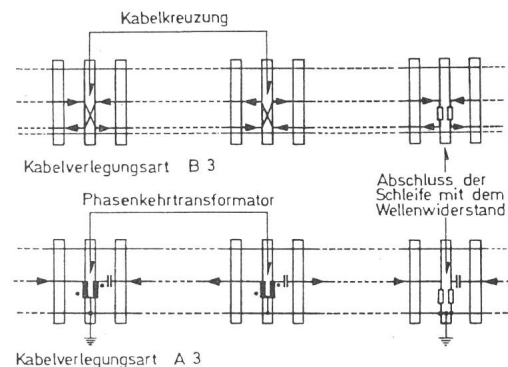 Kabelkreuzung
Kabelverlegungsart B 3
Phasenkehrtransformator
Abschluss der
Schleife mit dem
Wellenwiderstand
Kabelverlegungsart A 3